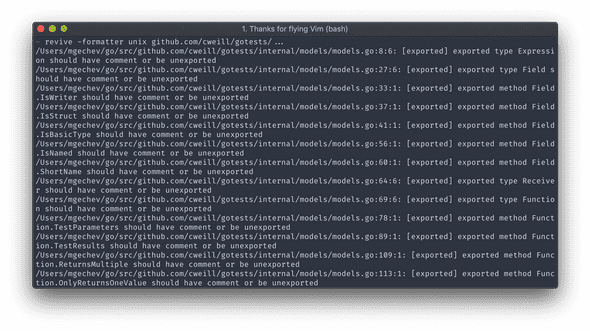 1. Thanks for flying Vim (bash)
~ revive -formatter unix github.com/cweill/gotests/...
/Users/mgechev/go/src/github.com/cweill/gotests/internal/models/models.go:8:6: [exported] exported type Expressi
on should have comment or be unexported
/Users/mgechev/go/src/github.com/cweill/gotests/internal/models/models.go:27:6: [exported] exported type Field s
hould have comment or be unexported
/Users/mgechev/go/src/github.com/cweill/gotests/internal/models/models.go:33:1: [exported] exported method Field
.IsWriter should have comment or be unexported
/Users/mgechev/go/src/github.com/cweill/gotests/internal/models/models.go:37:1: [exported] exported method Field
.IsStruct should have comment or be unexported
/Users/mgechev/go/src/github.com/cweill/gotests/internal/models/models.go:41:1: [exported] exported method Field
.IsBasicType should have comment or be unexported
/Users/mgechev/go/src/github.com/cweill/gotests/internal/models/models.go:56:1: [exported] exported method Field
.IsNamed should have comment or be unexported
/Users/mgechev/go/src/github.com/cweill/gotests/internal/models/models.go:60:1: [exported] exported method Field
.ShortName should have comment or be unexported
/Users/mgechev/go/src/github.com/cweill/gotests/internal/models/models.go:64:6: [exported] exported type Receive
r should have comment or be unexported
/Users/mgechev/go/src/github.com/cweill/gotests/internal/models/models.go:69:6: [exported] exported type Functio
n should have comment or be unexported
/Users/mgechev/go/src/github.com/cweill/gotests/internal/models/models.go:78:1: [exported] exported method Funct
ion.TestParameters should have comment or be unexported
/Users/mgechev/go/src/github.com/cweill/gotests/internal/models/models.go:89:1: [exported] exported method Funct
ion.TestResults should have comment or be unexported
/Users/mgechev/go/src/github.com/cweill/gotests/internal/models/models.go:109:1: [exported] exported method Func
tion.ReturnsMultiple should have comment or be unexported
/Users/mgechev/go/src/github.com/cweill/gotests/internal/models/models.go:113:1: [exported] exported method Func
tion.OnlyReturnsOneValue should have comment or be unexported